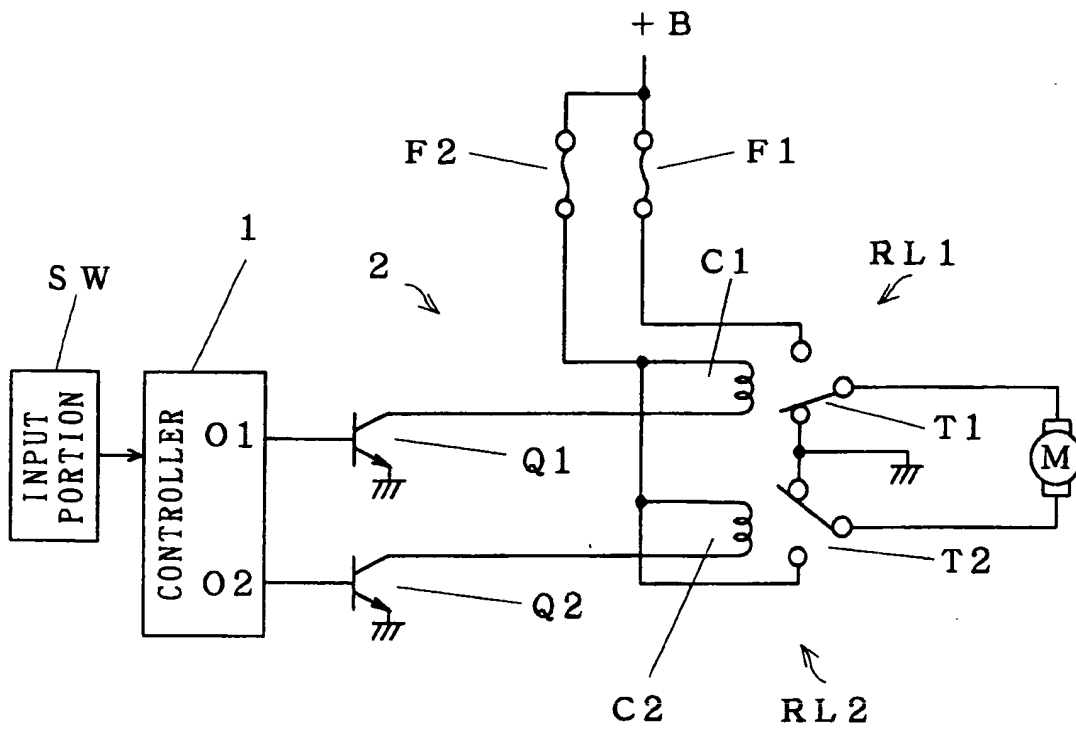 +B
F2
F1
1
SW
2
C1
RL1
INPUT
PORTION
CONTROLLER
O1
O2
Q1
Q2
T1
M
T2
C2
RL2